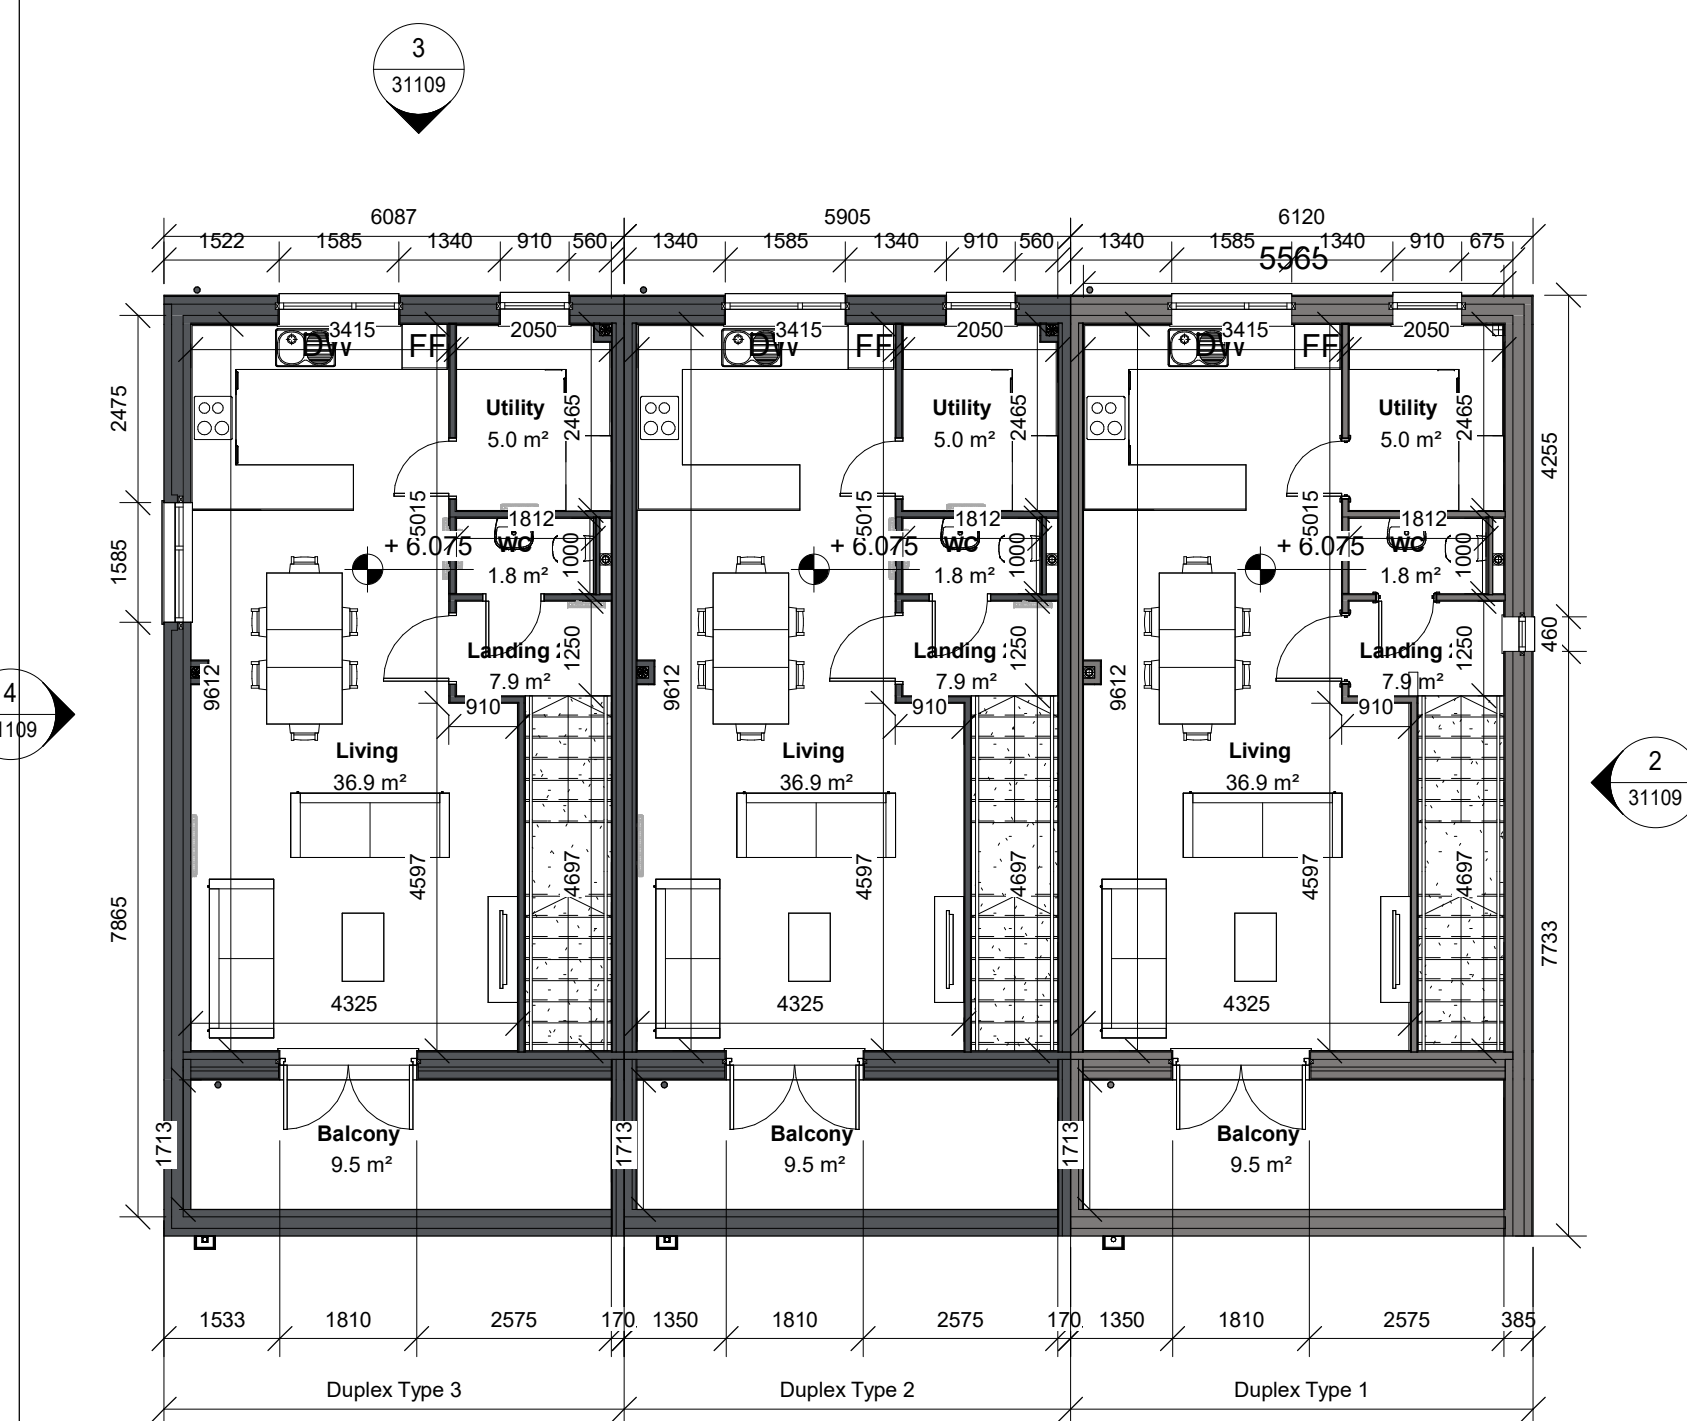 3
31109
6087 5905 6120
1522 1585 1340 910 560 1340 1585 1340 910 560 1340 1585 1340 910 675
5565
3415 2050 3415 2050 3415 2050
DW FF DW FF DW FF
2475
Utility 2465 Utility 2465 Utility 2465
5.0 m² 5.0 m² 5.0 m²
4255
5015 1812 5015 1812 5015 1812
1585
+ 6.075 WC 1000 + 6.075 WC 1000 + 6.075 WC 1000
1.8 m² 1.8 m² 1.8 m²
460
Landing 1250 Landing 1250 Landing 1250
7.9 m² 7.9 m² 7.9 m²
9612 910 9612 910 9612 910
4
1109
Living Living Living
36.9 m² 36.9 m² 36.9 m²
2
31109
4597 4697 4597 4697 4597 4697
7865
7733
4325 4325 4325
1713 Balcony 1713 Balcony 1713 Balcony
9.5 m² 9.5 m² 9.5 m²
1533 1810 2575 170 1350 1810 2575 170 1350 1810 2575 385
Duplex Type 3 Duplex Type 2 Duplex Type 1